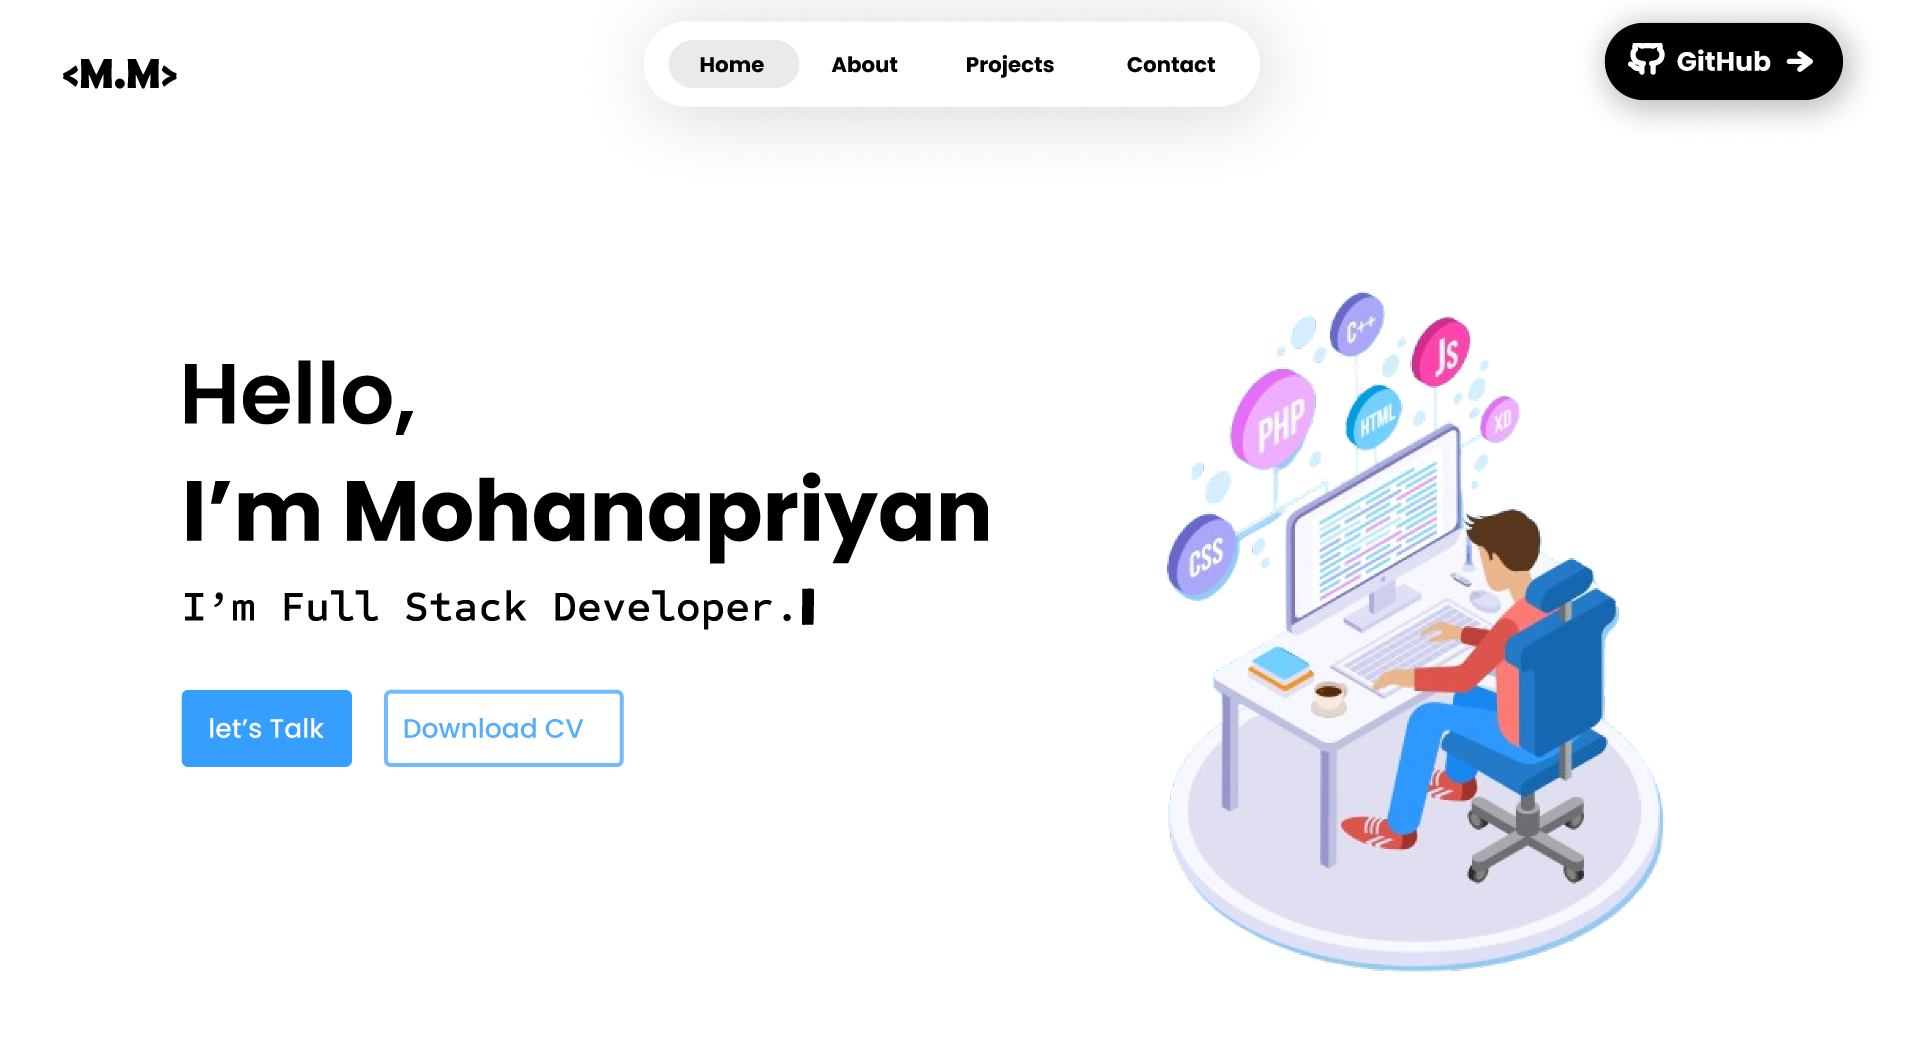 <M.M>
Home About Projects Contact
GitHub
Hello,
I’m Mohanapriyan
I’m Full Stack Developer.
let’s Talk
Download CV
C++
JS
PHP
HTML
XD
CSS